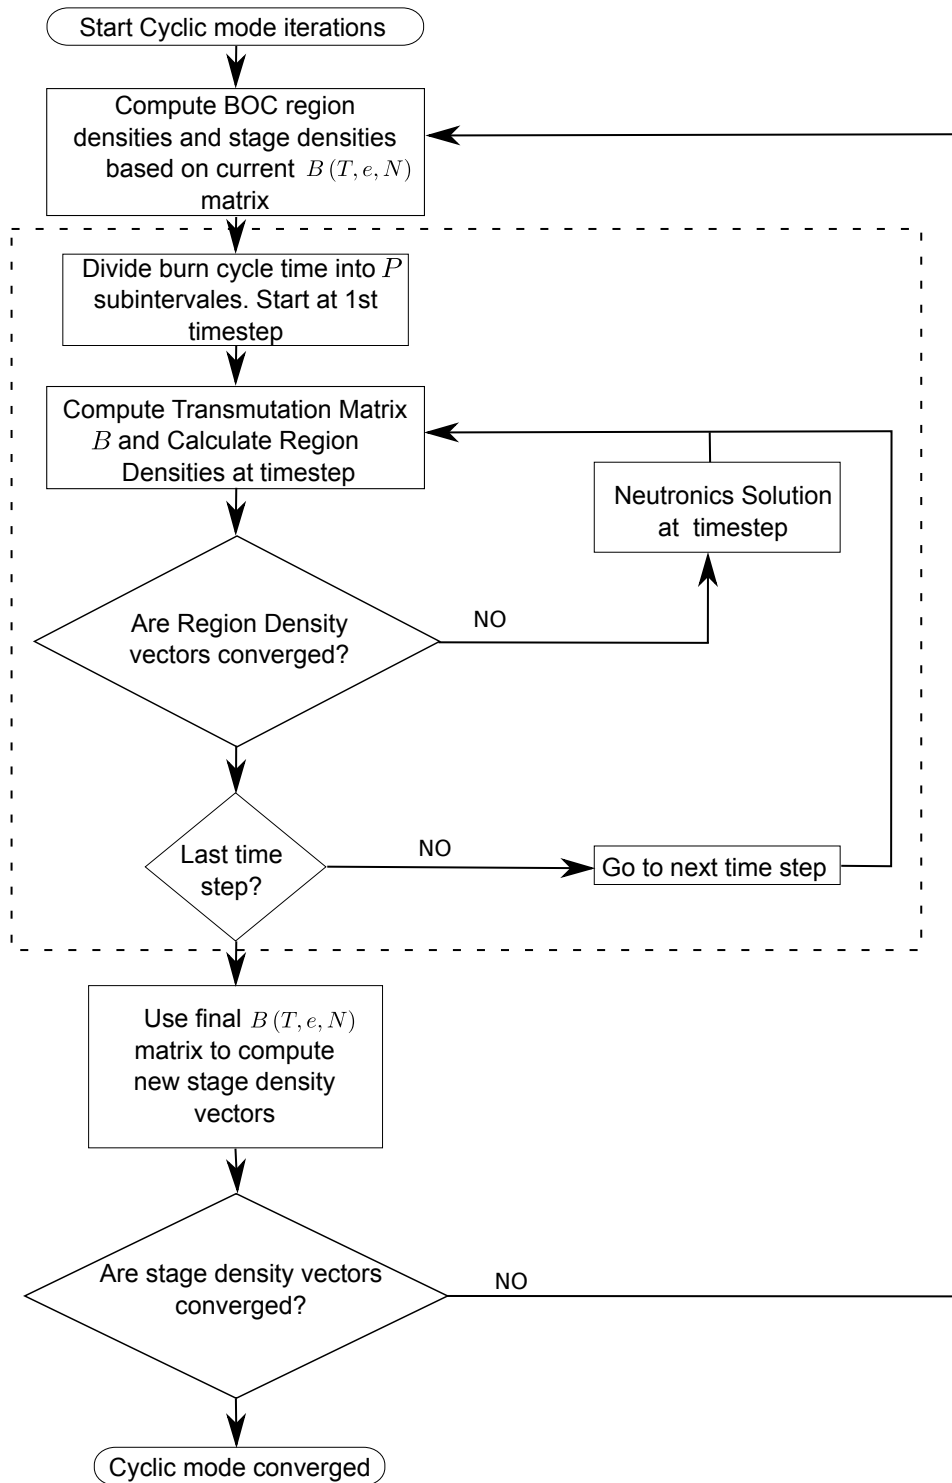 Start Cyclic mode iterations
Compute BOC region
densities and stage densities
based on current B (T, e, N)
matrix
Divide burn cycle time into P
subintervales. Start at 1st
timestep
Compute Transmutation Matrix
B and Calculate Region
Densities at timestep
Neutronics Solution
at timestep
Are Region Density
vectors converged?
NO
Last time
step?
NO
Go to next time step
Use final B (T, e, N)
matrix to compute
new stage density
vectors
Are stage density vectors
converged?
NO
Cyclic mode converged